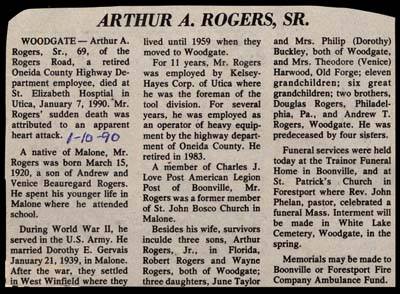 ARTHUR A. ROGERS, SR.
WOODGATE — Arthur A.
Rogers, Sr., 69, of the
Rogers Road, a retired
Oneida County Highway De-
partment employee, died at
St. Elizabeth Hospital in
Utica, January 7, 1990. Mr.
Rogers' sudden death was
attributed to an apparent
heart attack. 1-10-90
A native of Malone, Mr.
Rogers was born March 15,
1920, a son of Andrew and
Venice Beauregard Rogers.
He spent his younger life in
Malone where he attended
school.
During World War II, he
served in the U.S. Army. He
married Dorothy E. Gervais
January 21, 1939, in Malone.
After the war, they settled
in West Winfield where they
lived until 1959 when they
moved to Woodgate.
For 11 years, Mr. Rogers
was employed by Kelsey-
Hayes Corp. of Utica where
he was the foreman of the
tool division. For several
years, he was employed as
an operator of heavy equip-
ment by the highway depart-
ment of Oneida County. He
retired in 1983.
A member of Charles J.
Love Post American Legion
Post of Boonville, Mr.
Rogers was a former member
of St. John Bosco Church in
Malone.
Besides his wife, survivors
inculde three sons, Arthur
Rogers, Jr., in Florida,
Robert Rogers and Wayne
Rogers, both of Woodgate;
three daughters, June Taylor
and Mrs. Philip (Dorothy)
Buckley, both of Woodgate,
and Mrs. Theodore (Venice)
Harwood, Old Forge; eleven
grandchildren; six great
grandchildren; two brothers,
Douglas Rogers, Philadel-
phia, Pa., and Andrew T.
Rogers, Woodgate. He was
predeceased by four sisters.
Funeral services were held
today at the Trainor Funeral
Home in Boonville, and at
St. Patrick's Church in
Forestport where Rev. John
Phelan, pastor, celebrated a
funeral Mass. Interment will
be made in White Lake
Cemetery, Woodgate, in the
spring.
Memorials may be made to
Boonville or Forestport Fire
Company Ambulance Fund.